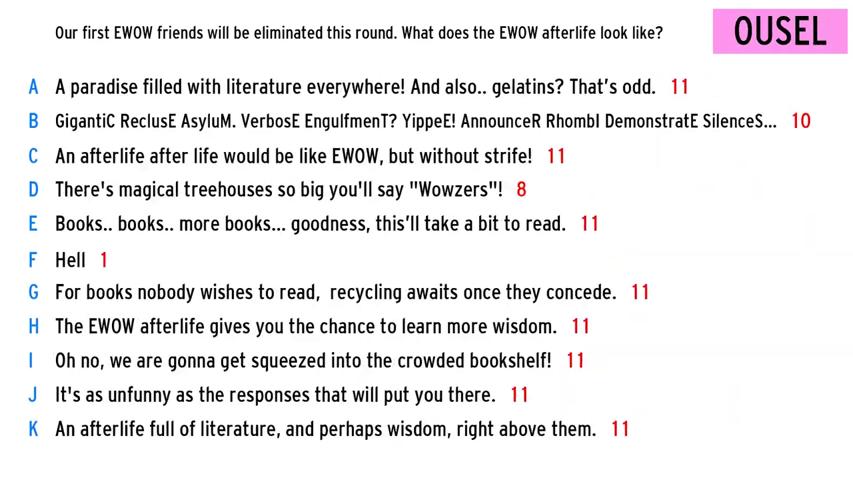 Our first EWOW friends will be eliminated this round. What does the EWOW afterlife look like?
OUSEL
A A paradise filled with literature everywhere! And also.. gelatins? That's odd. 11
B GigantiC ReclusE AsyluM. VerbosE EngulfmenT? YippeE! AnnounceR RhombI DemonstratE SilenceS... 10
C An afterlife after life would be like EWOW, but without strife! 11
D There's magical treehouses so big you'll say "Wowzers"! 8
E Books.. books.. more books... goodness, this'll take a bit to read. 11
F Hell 1
G For books nobody wishes to read, recycling awaits once they concede. 11
H The EWOW afterlife gives you the chance to learn more wisdom. 11
I Oh no, we are gonna get squeezed into the crowded bookshelf! 11
J It's as unfunny as the responses that will put you there. 11
K An afterlife full of literature, and perhaps wisdom, right above them. 11